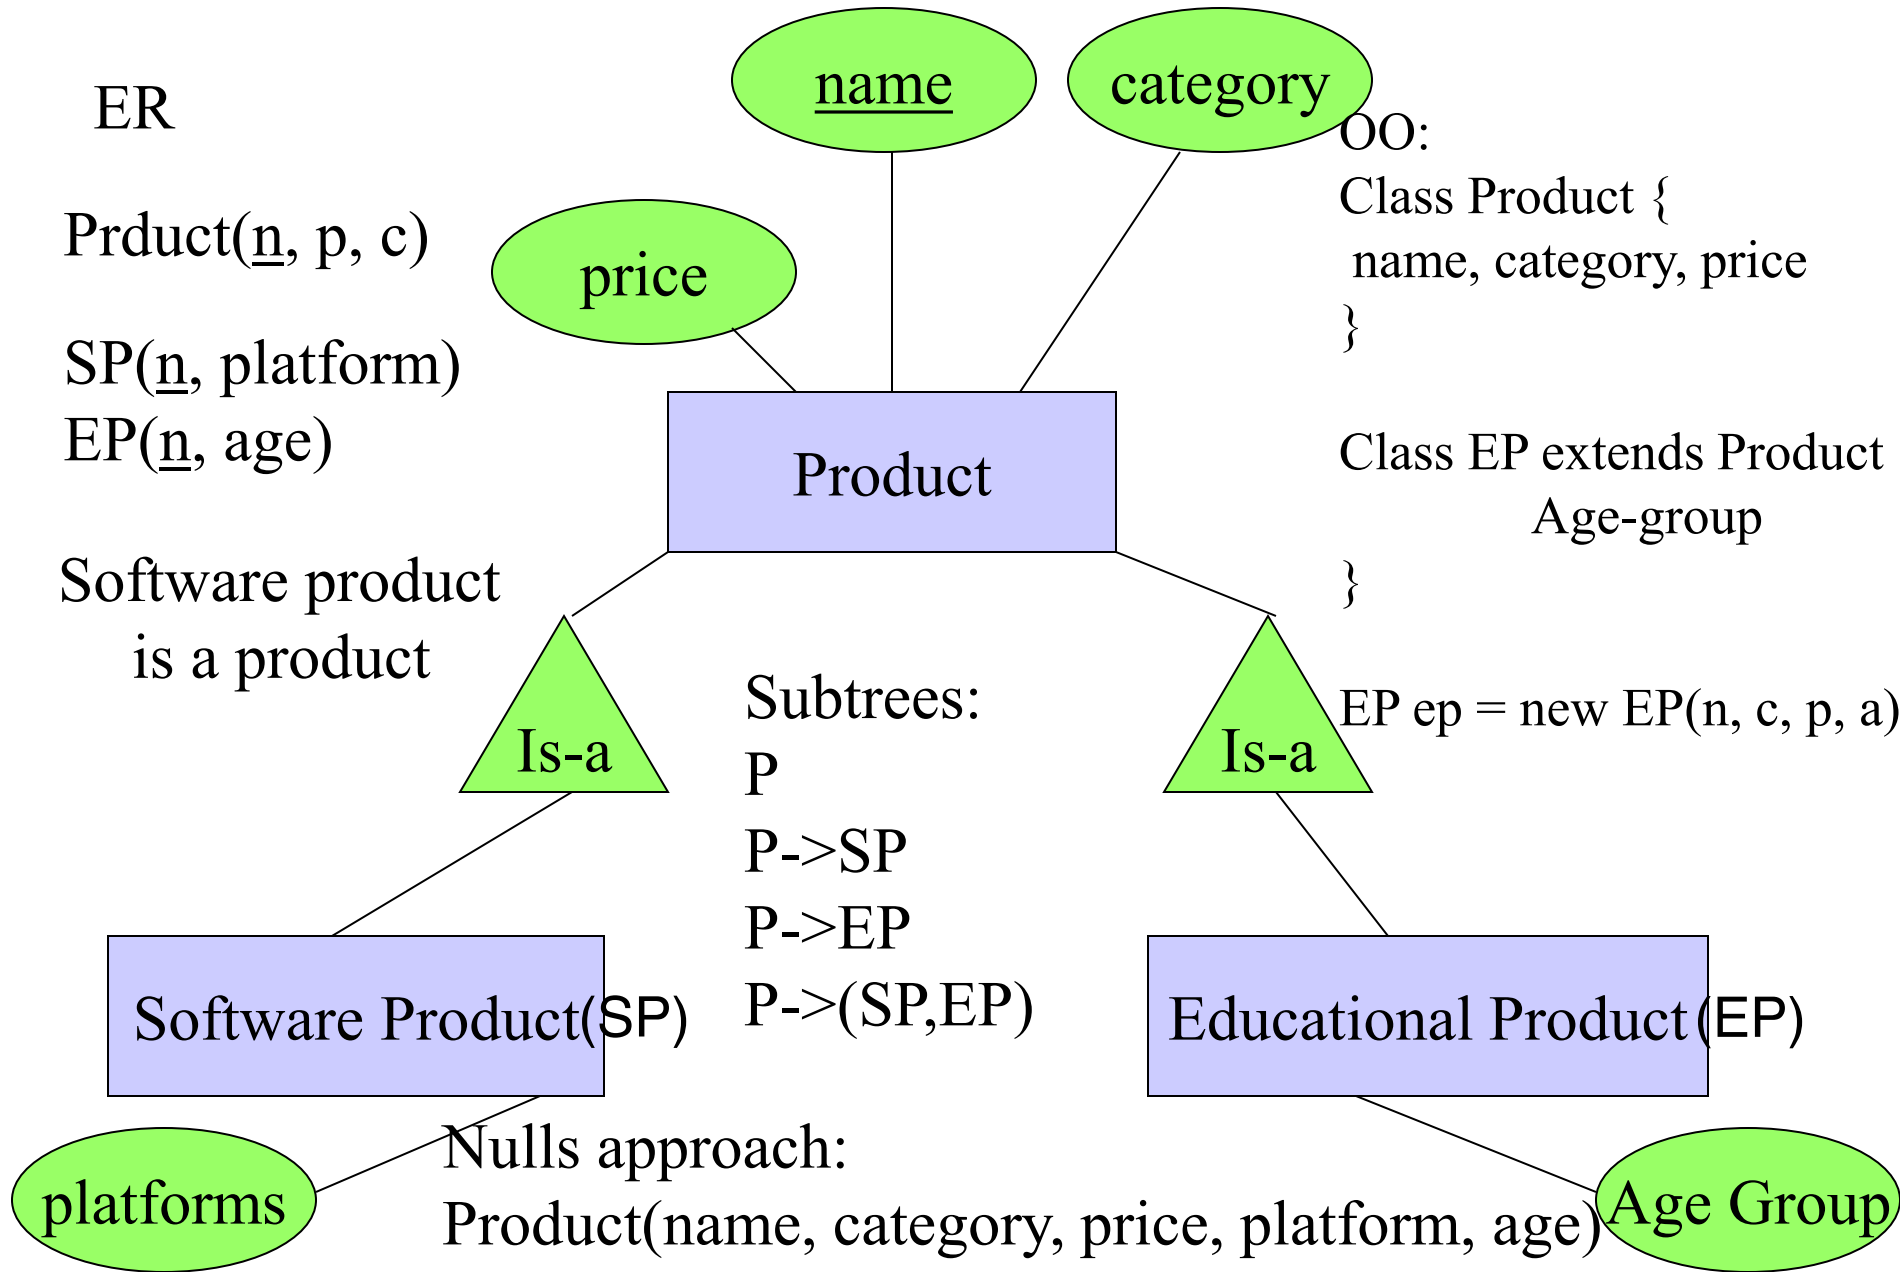 ER
Prduct(n, p, c)
SP(n, platform)
EP(n, age)
Software product
is a product
name
category
price
Product
Is-a
Is-a
OO:
Class Product {
name, category, price
}
Class EP extends Product
Age-group
}
EP ep = new EP(n, c, p, a)
Subtrees:
P
P->SP
P->EP
P->(SP,EP)
Software Product(SP)
Educational Product(EP)
platforms
Nulls approach:
Product(name, category, price, platform, age)
Age Group